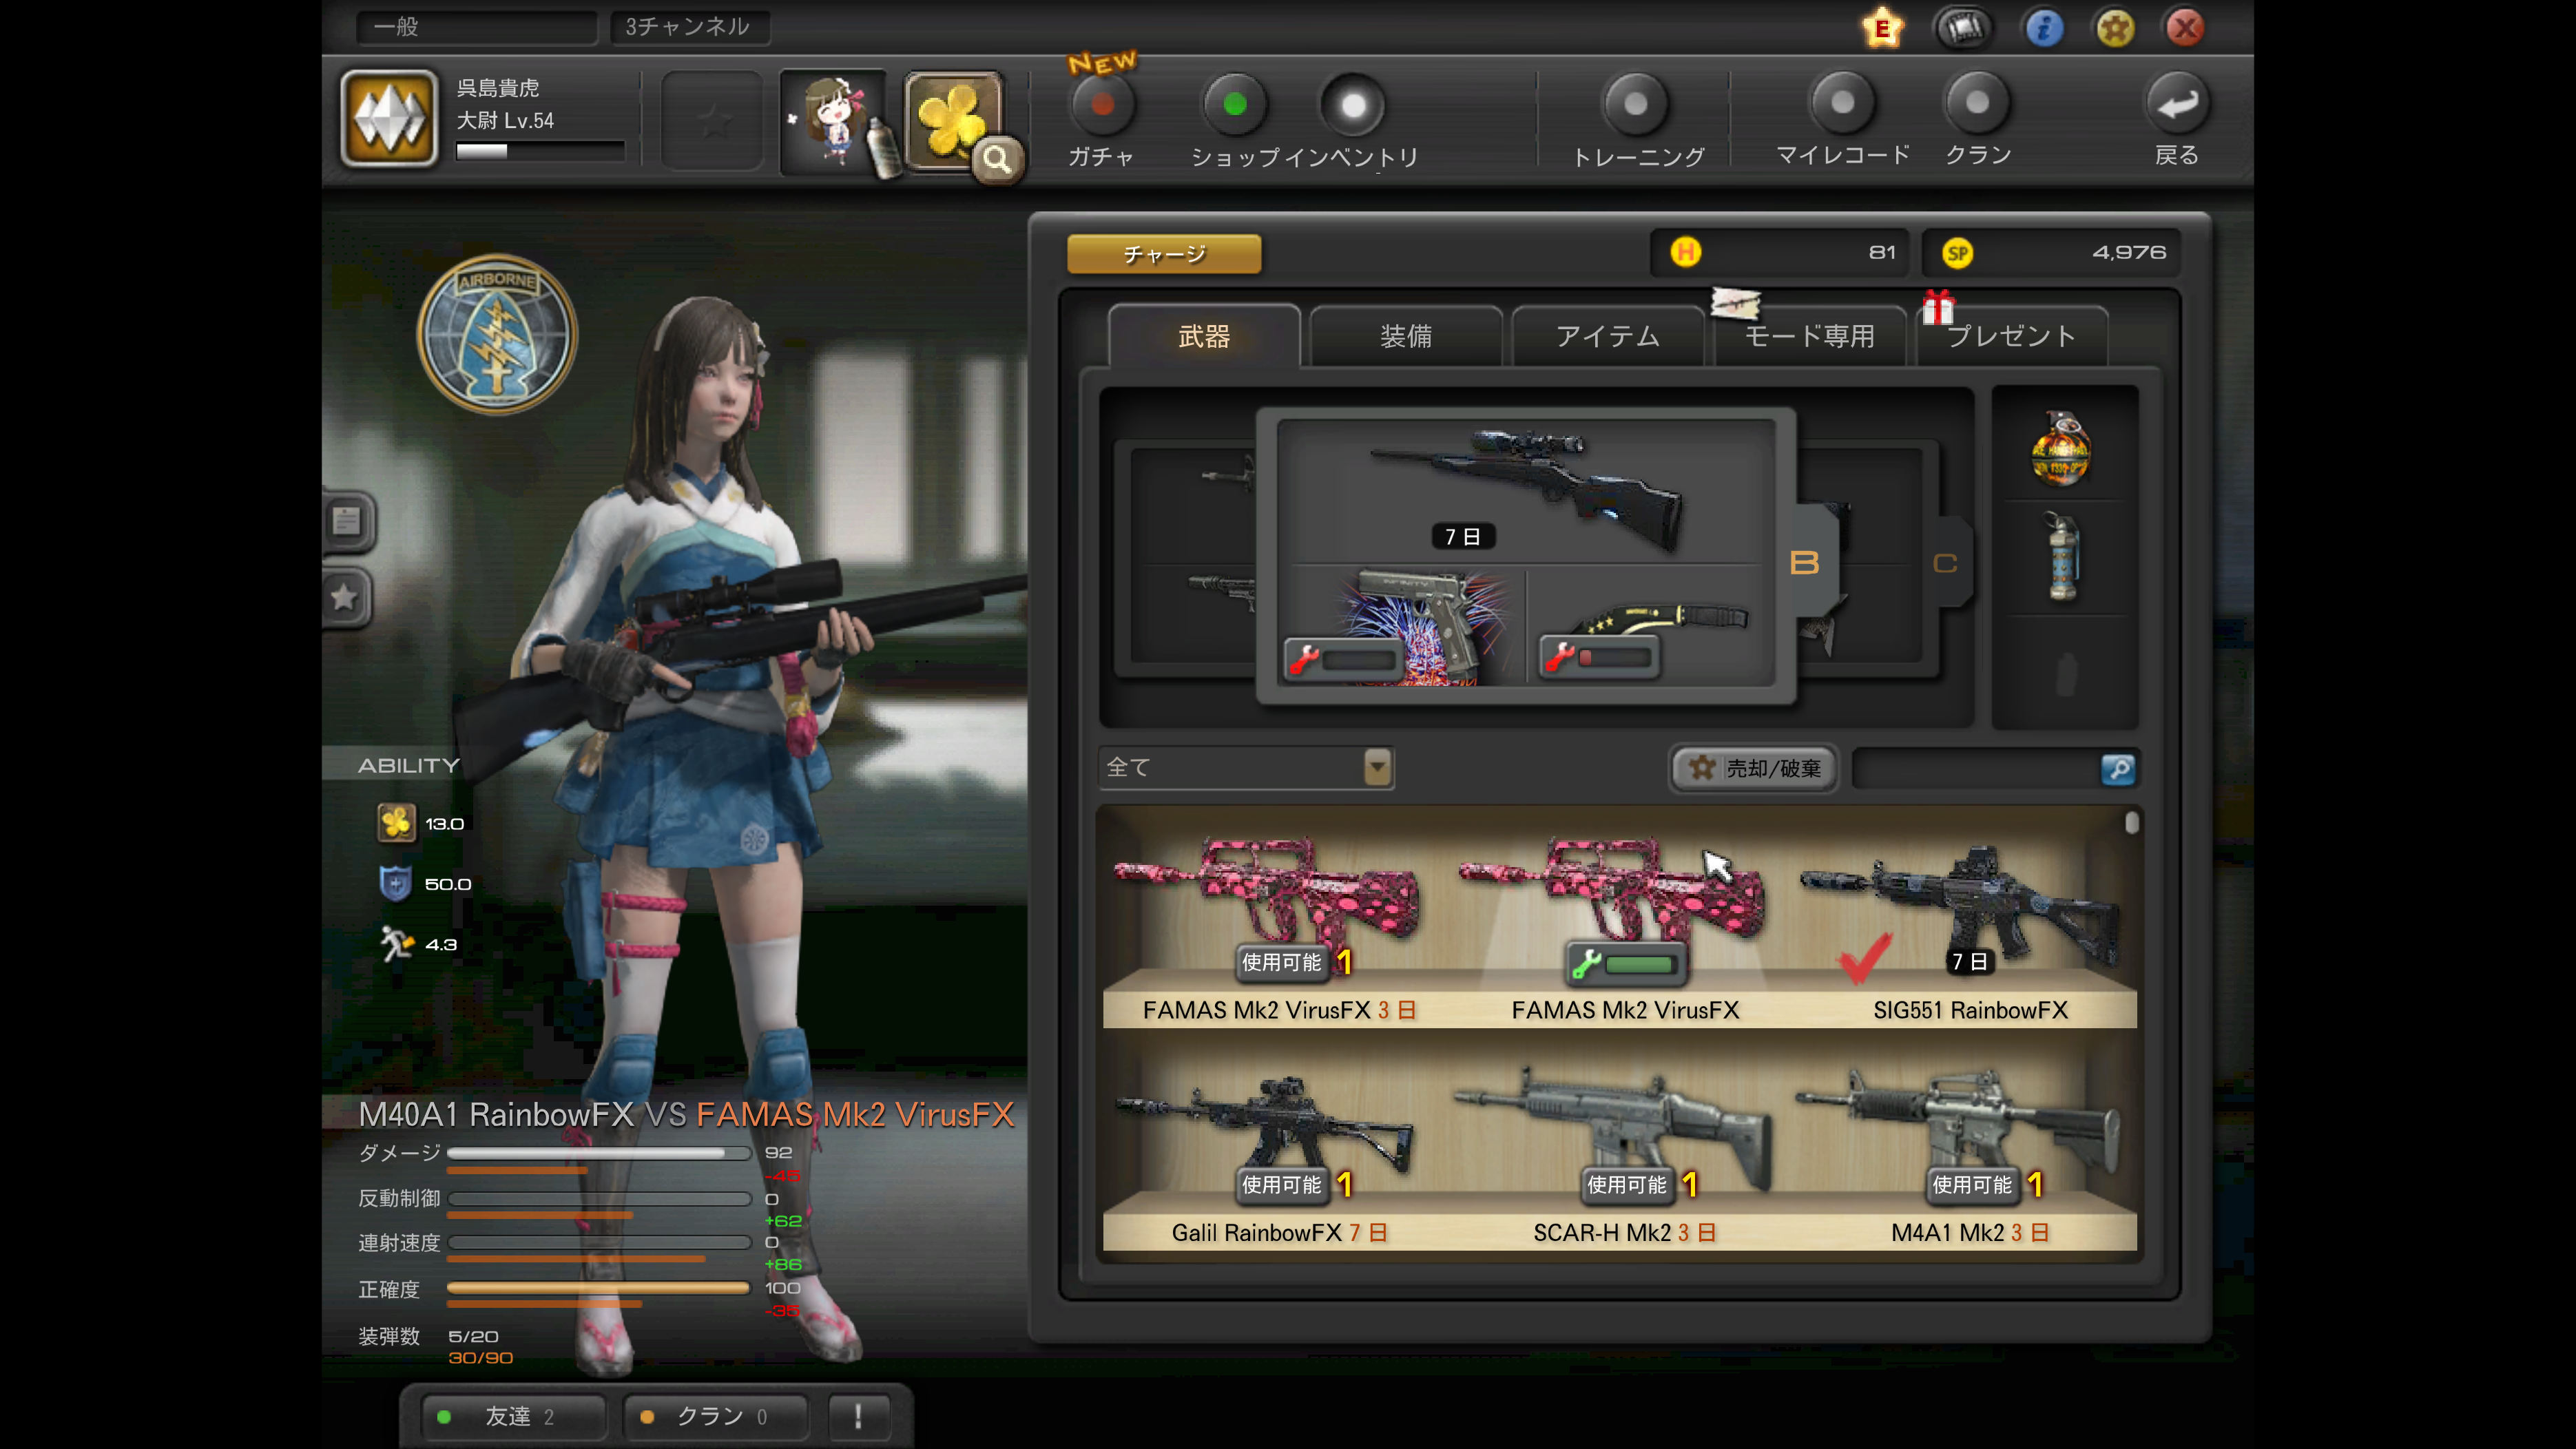 一般
3チャンネル
E
呉島貴虎
大尉 Lv.54
NEW
ガチャ
ショップ
インベントリ
トレーニング
マイレコード
クラン
戻る
AIRBORNE
チャージ
H
81
SP
4,976
武器
装備
アイテム
モード専用
プレゼント
7 日
B
C
全て
売却/破棄
ABILITY
13.0
50.0
4.3
使用可能 1
7 日
FAMAS Mk2 VirusFX 3 日
FAMAS Mk2 VirusFX
SIG551 RainbowFX
使用可能 1
使用可能 1
使用可能 1
Galil RainbowFX 7 日
SCAR-H Mk2 3 日
M4A1 Mk2 3 日
M40A1 RainbowFX VS FAMAS Mk2 VirusFX
ダメージ 92
-45
反動制御 0
+62
連射速度 0
+86
正確度 100
-35
装弾数 5/20
30/90
友達 2
クラン 0
!